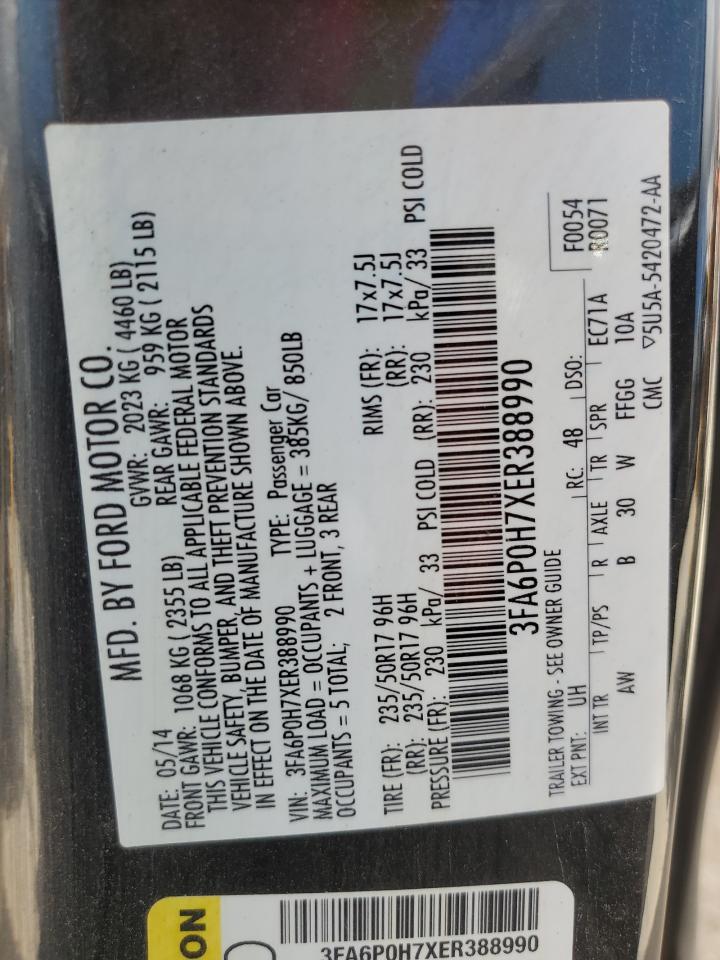 MFD. BY FORD MOTOR CO.
DATE: 05/14 GVWR: 2023 KG ( 4460 LB)
FRONT GAWR: 1068 KG ( 2355 LB) REAR GAWR: 959 KG ( 2115 LB)
THIS VEHICLE CONFORMS TO ALL APPLICABLE FEDERAL MOTOR
VEHICLE SAFETY, BUMPER, AND THEFT PREVENTION STANDARDS
IN EFFECT ON THE DATE OF MANUFACTURE SHOWN ABOVE.
VIN: 3FA6P0H7XER388990 TYPE: Passenger Car
MAXIMUM LOAD = OCCUPANTS + LUGGAGE = 385KG/ 850LB
OCCUPANTS = 5 TOTAL; 2 FRONT, 3 REAR
TIRE (FR): 235/50R17 96H RIMS (FR): 17x7.5J
(RR): 235/50R17 96H (RR): 17x7.5J
PRESSURE (FR): 230 kPa/ 33 PSI COLD (RR): 230 kPa/ 33 PSI COLD
3FA6P0H7XER388990
TRAILER TOWING - SEE OWNER GUIDE F0054
EXT PNT: UH RC: 48 DSO: R0071
INT TR TP/PS R AXLE TR SPR EC71A
AW B 30 W FFGG 10A
CMC ▽5U5A-5420472-AA
ON
3FA6P0H7XER388990